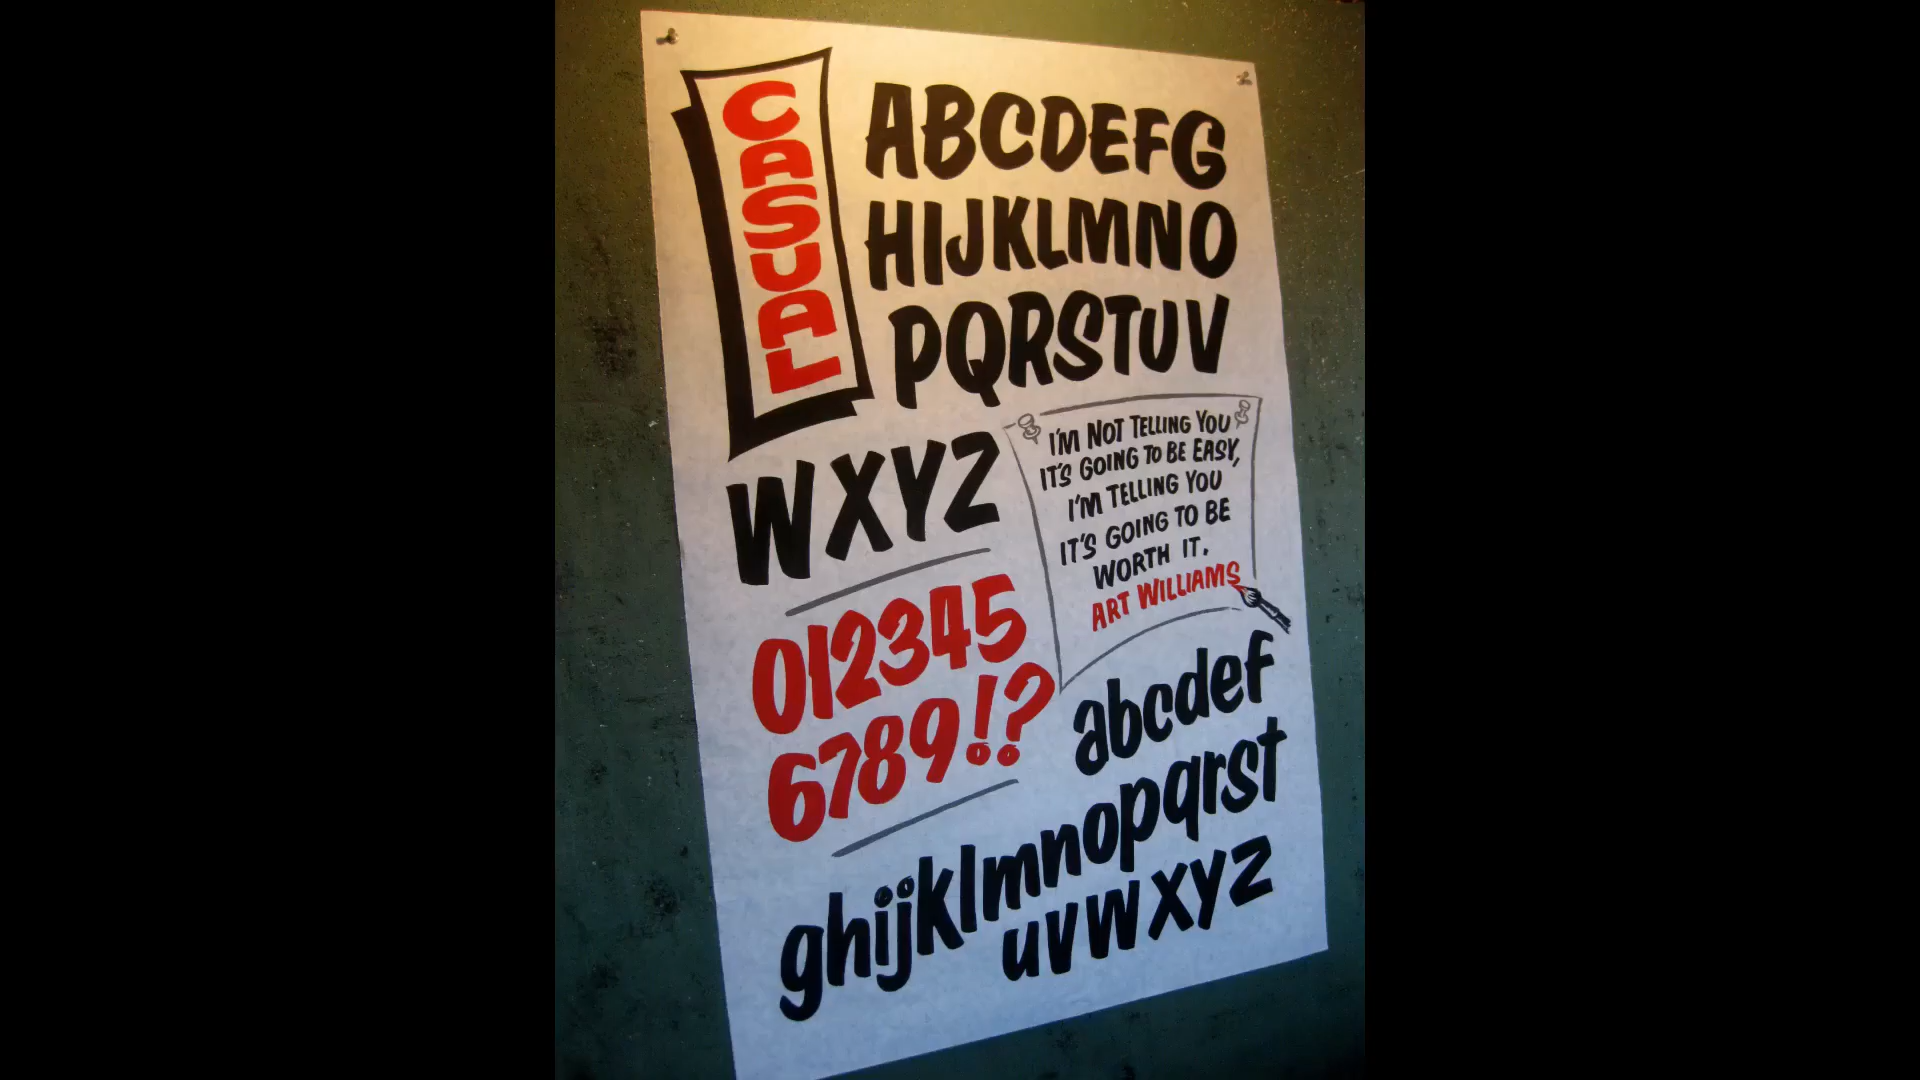 CASUAL
ABCDEFG
HIJKLMNO
PQRSTUV
WXYZ
I'M NOT TELLING YOU
IT'S GOING TO BE EASY,
I'M TELLING YOU
IT'S GOING TO BE
WORTH IT.
ART WILLIAMS
012345
6789!?
abcdef
ghijklmnopqrst
uvwxyz